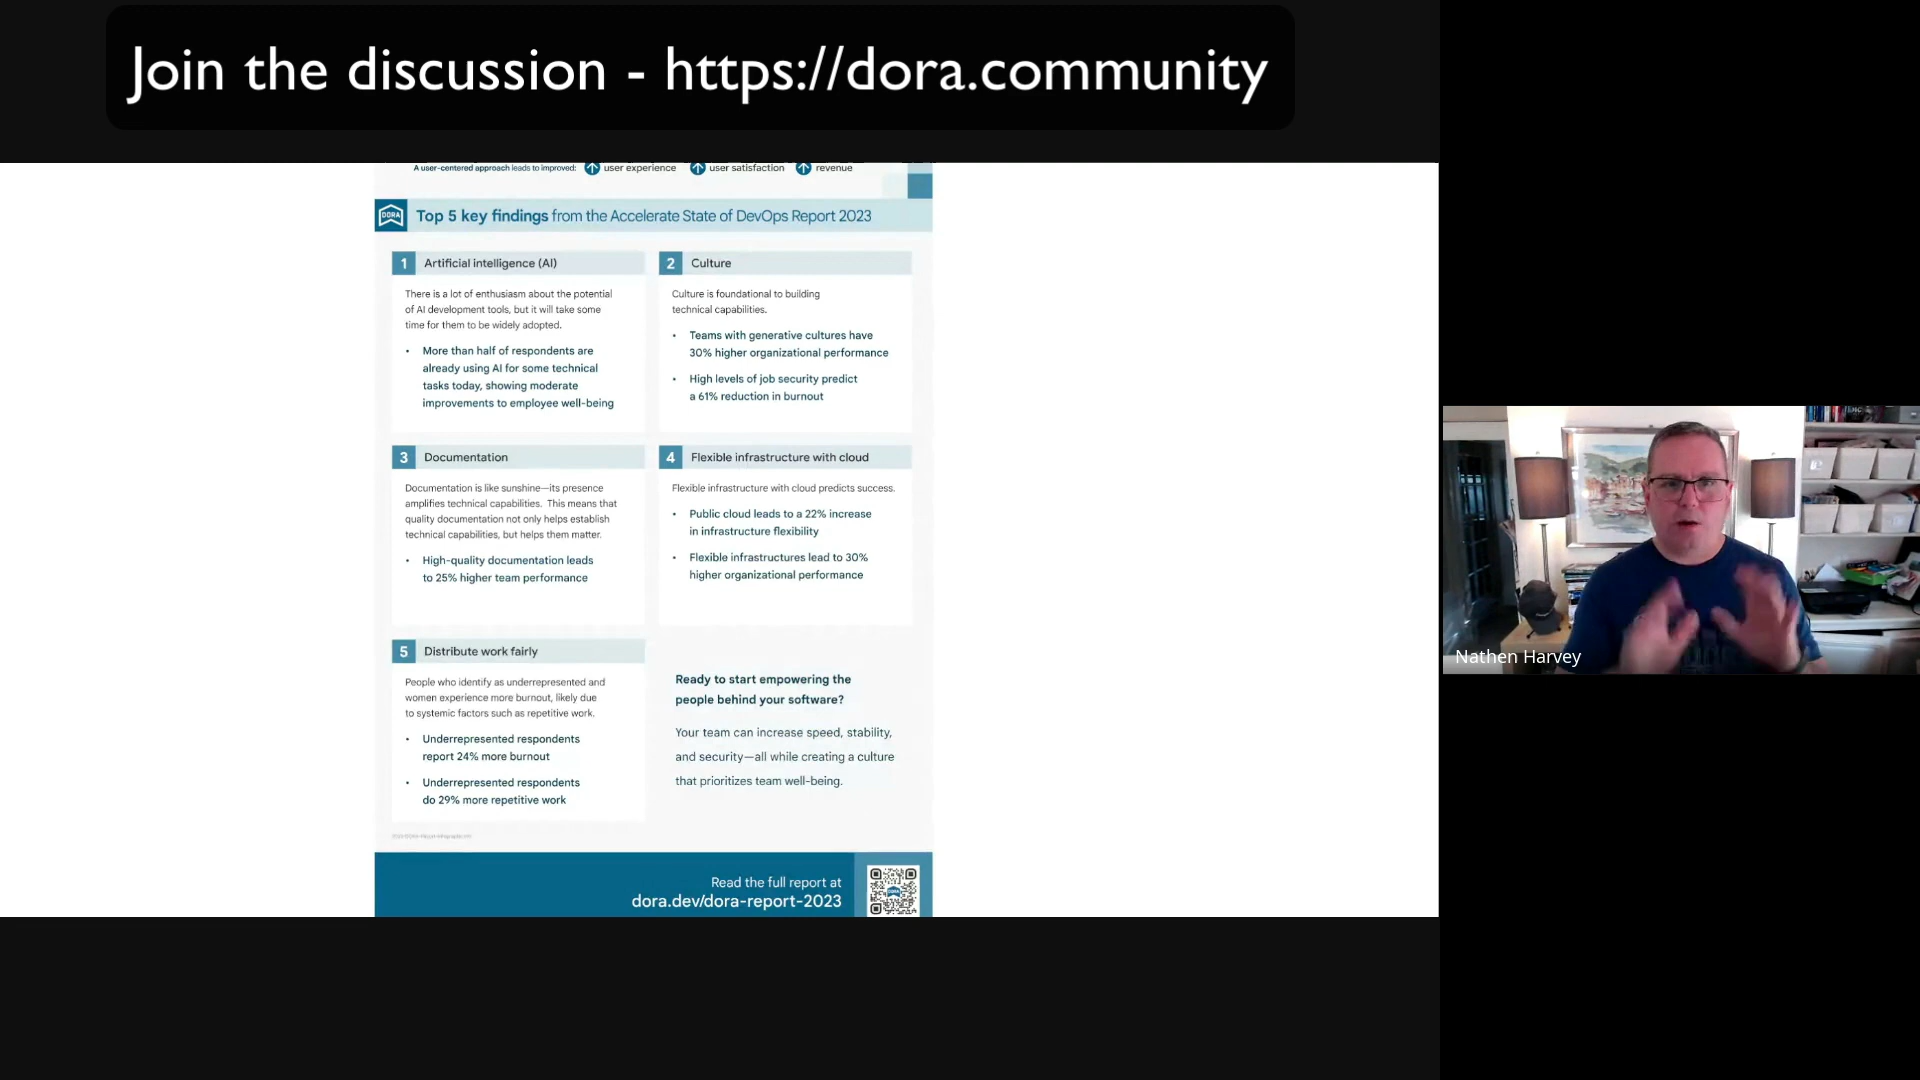 Join the discussion - https://dora.community
A user-centered approach leads to improved: user experience user satisfaction revenue
DORA Top 5 key findings from the Accelerate State of DevOps Report 2023
1 Artificial intelligence (AI)
There is a lot of enthusiasm about the potential
of AI development tools, but it will take some
time for them to be widely adopted.
• More than half of respondents are
already using AI for some technical
tasks today, showing moderate
improvements to employee well-being
2 Culture
Culture is foundational to building
technical capabilities.
• Teams with generative cultures have
30% higher organizational performance
• High levels of job security predict
a 61% reduction in burnout
3 Documentation
Documentation is like sunshine—its presence
amplifies technical capabilities. This means that
quality documentation not only helps establish
technical capabilities, but helps them matter.
• High-quality documentation leads
to 25% higher team performance
4 Flexible infrastructure with cloud
Flexible infrastructure with cloud predicts success.
• Public cloud leads to a 22% increase
in infrastructure flexibility
• Flexible infrastructures lead to 30%
higher organizational performance
5 Distribute work fairly
People who identify as underrepresented and
women experience more burnout, likely due
to systemic factors such as repetitive work.
• Underrepresented respondents
report 24% more burnout
• Underrepresented respondents
do 29% more repetitive work
Ready to start empowering the
people behind your software?
Your team can increase speed, stability,
and security—all while creating a culture
that prioritizes team well-being.
Read the full report at
dora.dev/dora-report-2023
Nathen Harvey